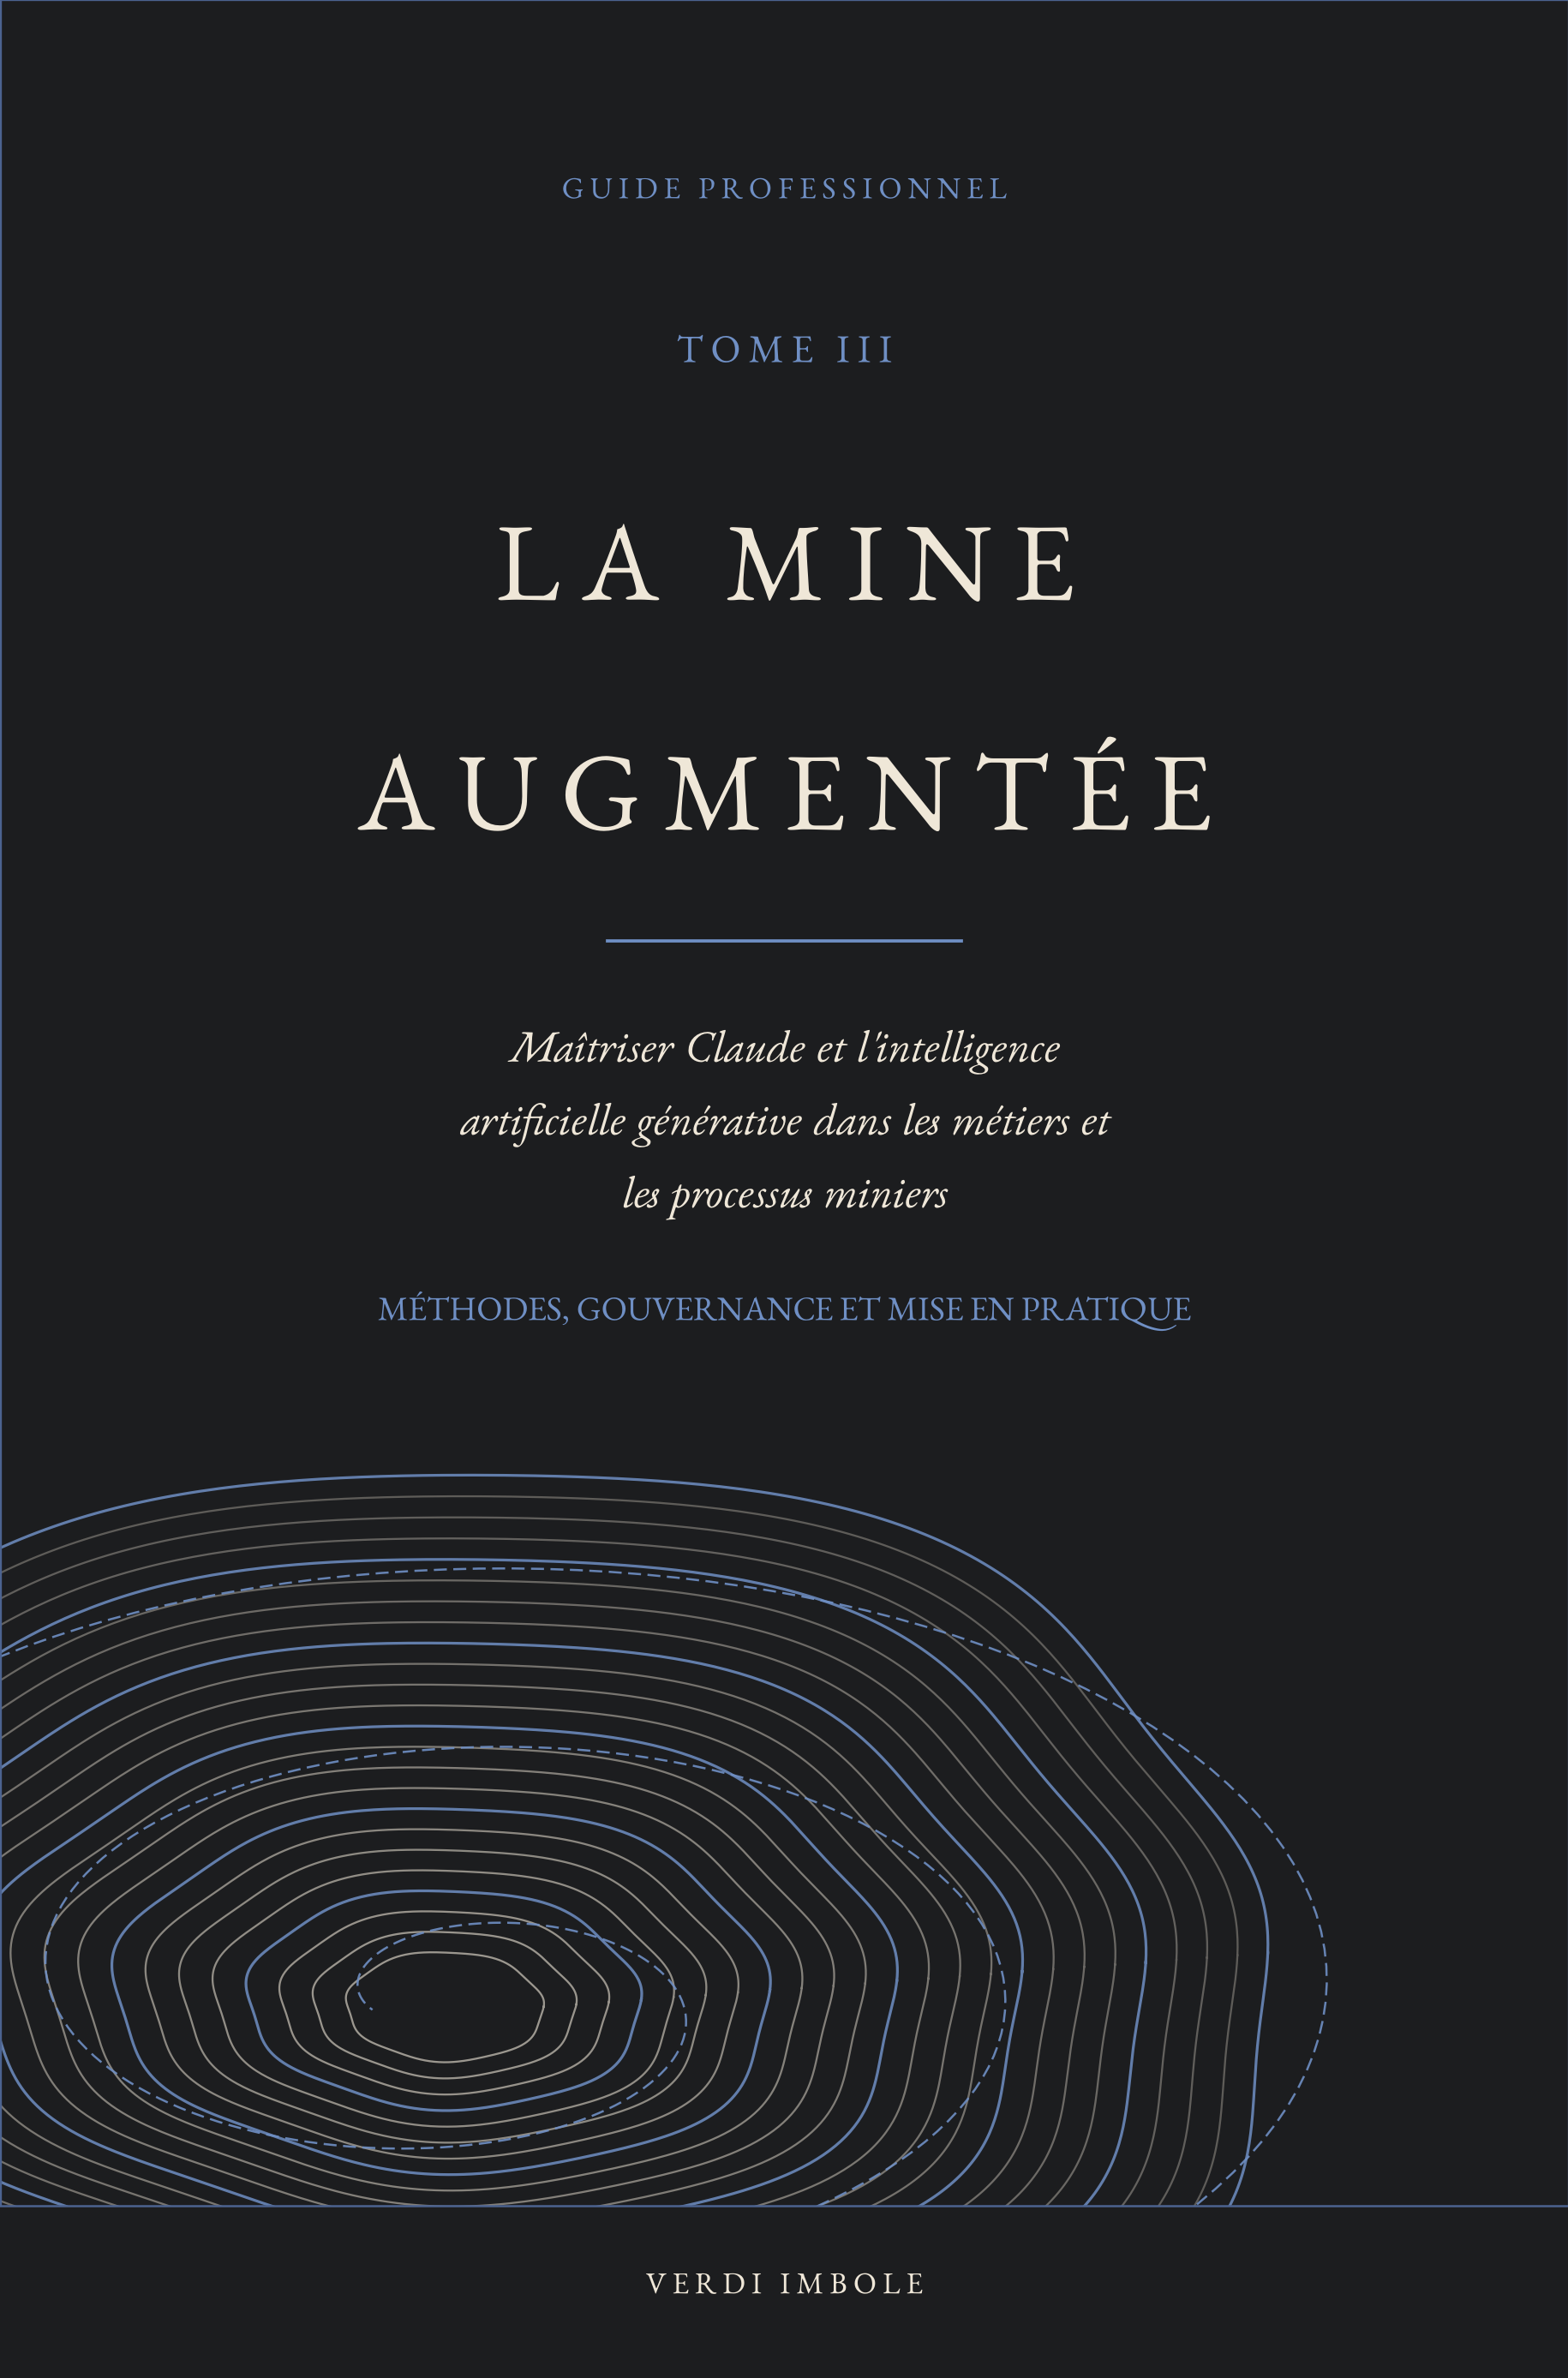 GUIDE PROFESSIONNEL
TOME III
LA MINE
AUGMENTÉE
Maîtriser Claude et l'intelligence
artificielle générative dans les métiers et
les processus miniers
MÉTHODES, GOUVERNANCE ET MISE EN PRATIQUE
VERDI IMBOLE